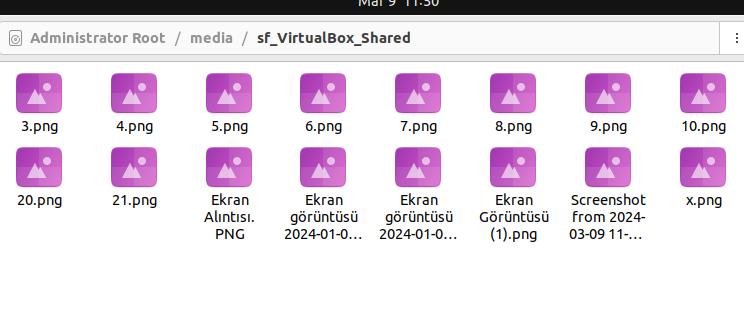 Mar 9 11:30
Administrator Root / media / sf_VirtualBox_Shared
3.png
4.png
5.png
6.png
7.png
8.png
9.png
10.png
20.png
21.png
Ekran
Alıntısı.
PNG
Ekran
görüntüsü
2024-01-0...
Ekran
görüntüsü
2024-01-0...
Ekran
Görüntüsü
(1).png
Screenshot
from 2024-
03-09 11-...
x.png